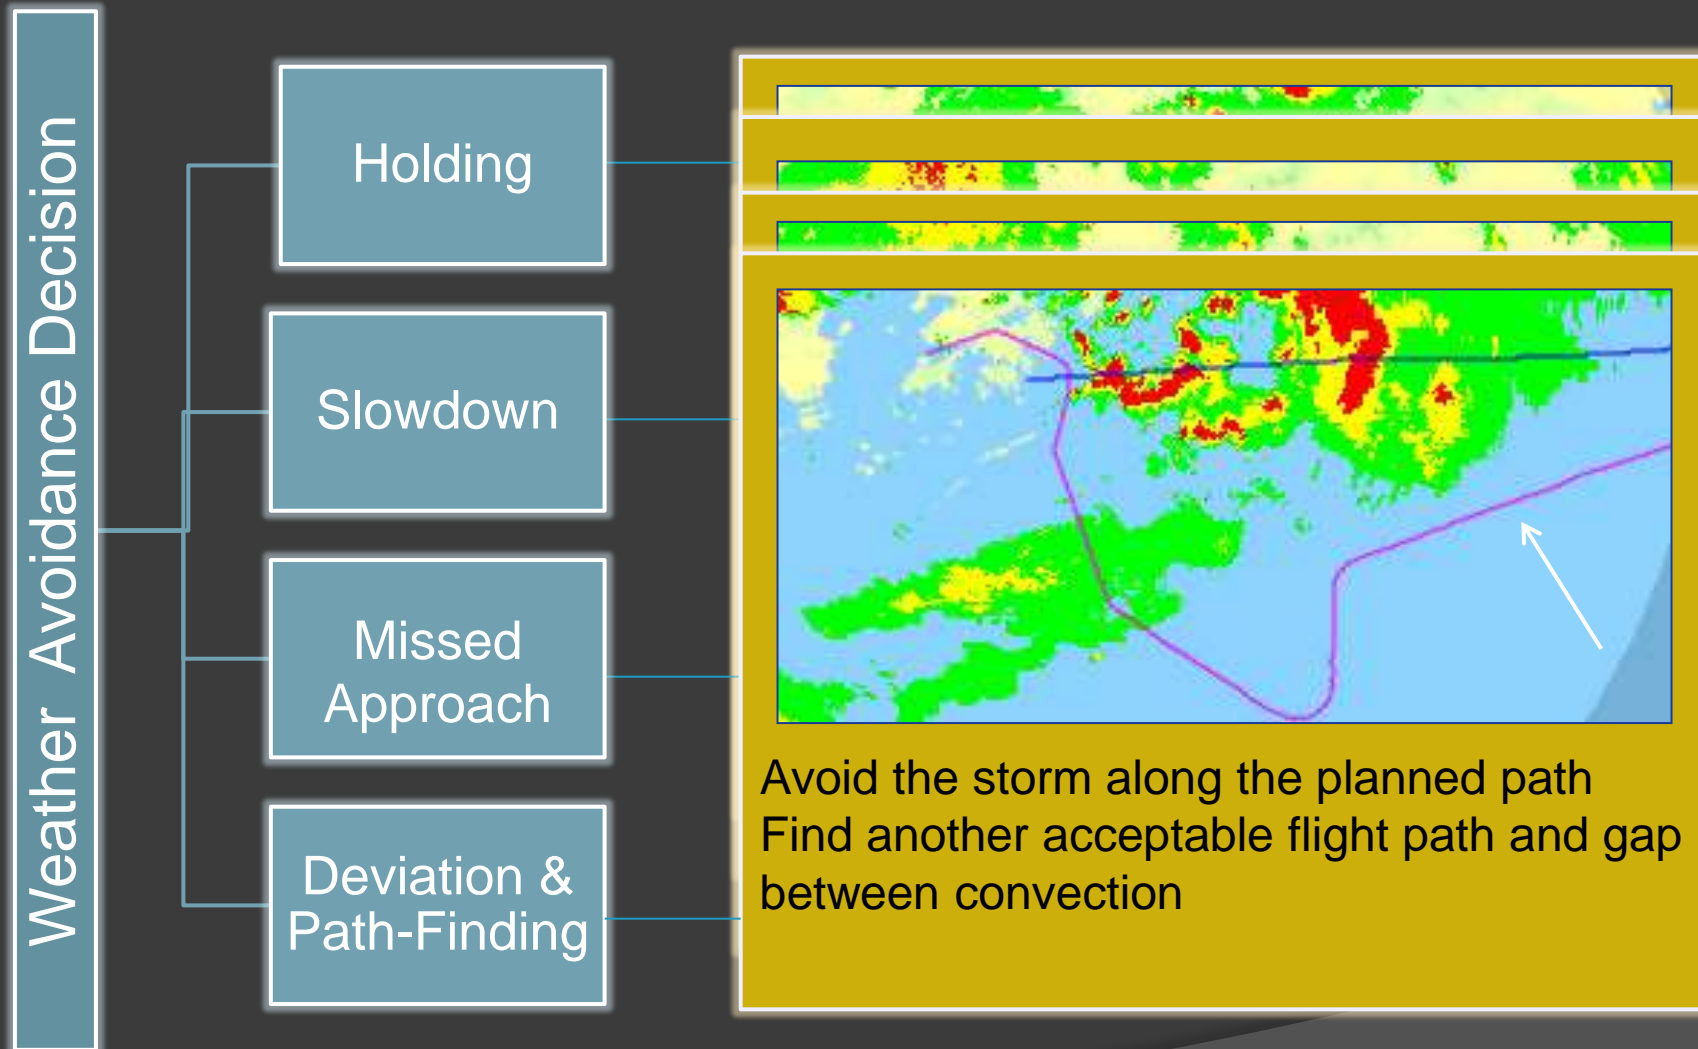 Weather Avoidance Decision
Holding
Slowdown
Missed
Approach
Deviation &
Path-Finding
Avoid the storm along the planned path
Find another acceptable flight path and gap
between convection